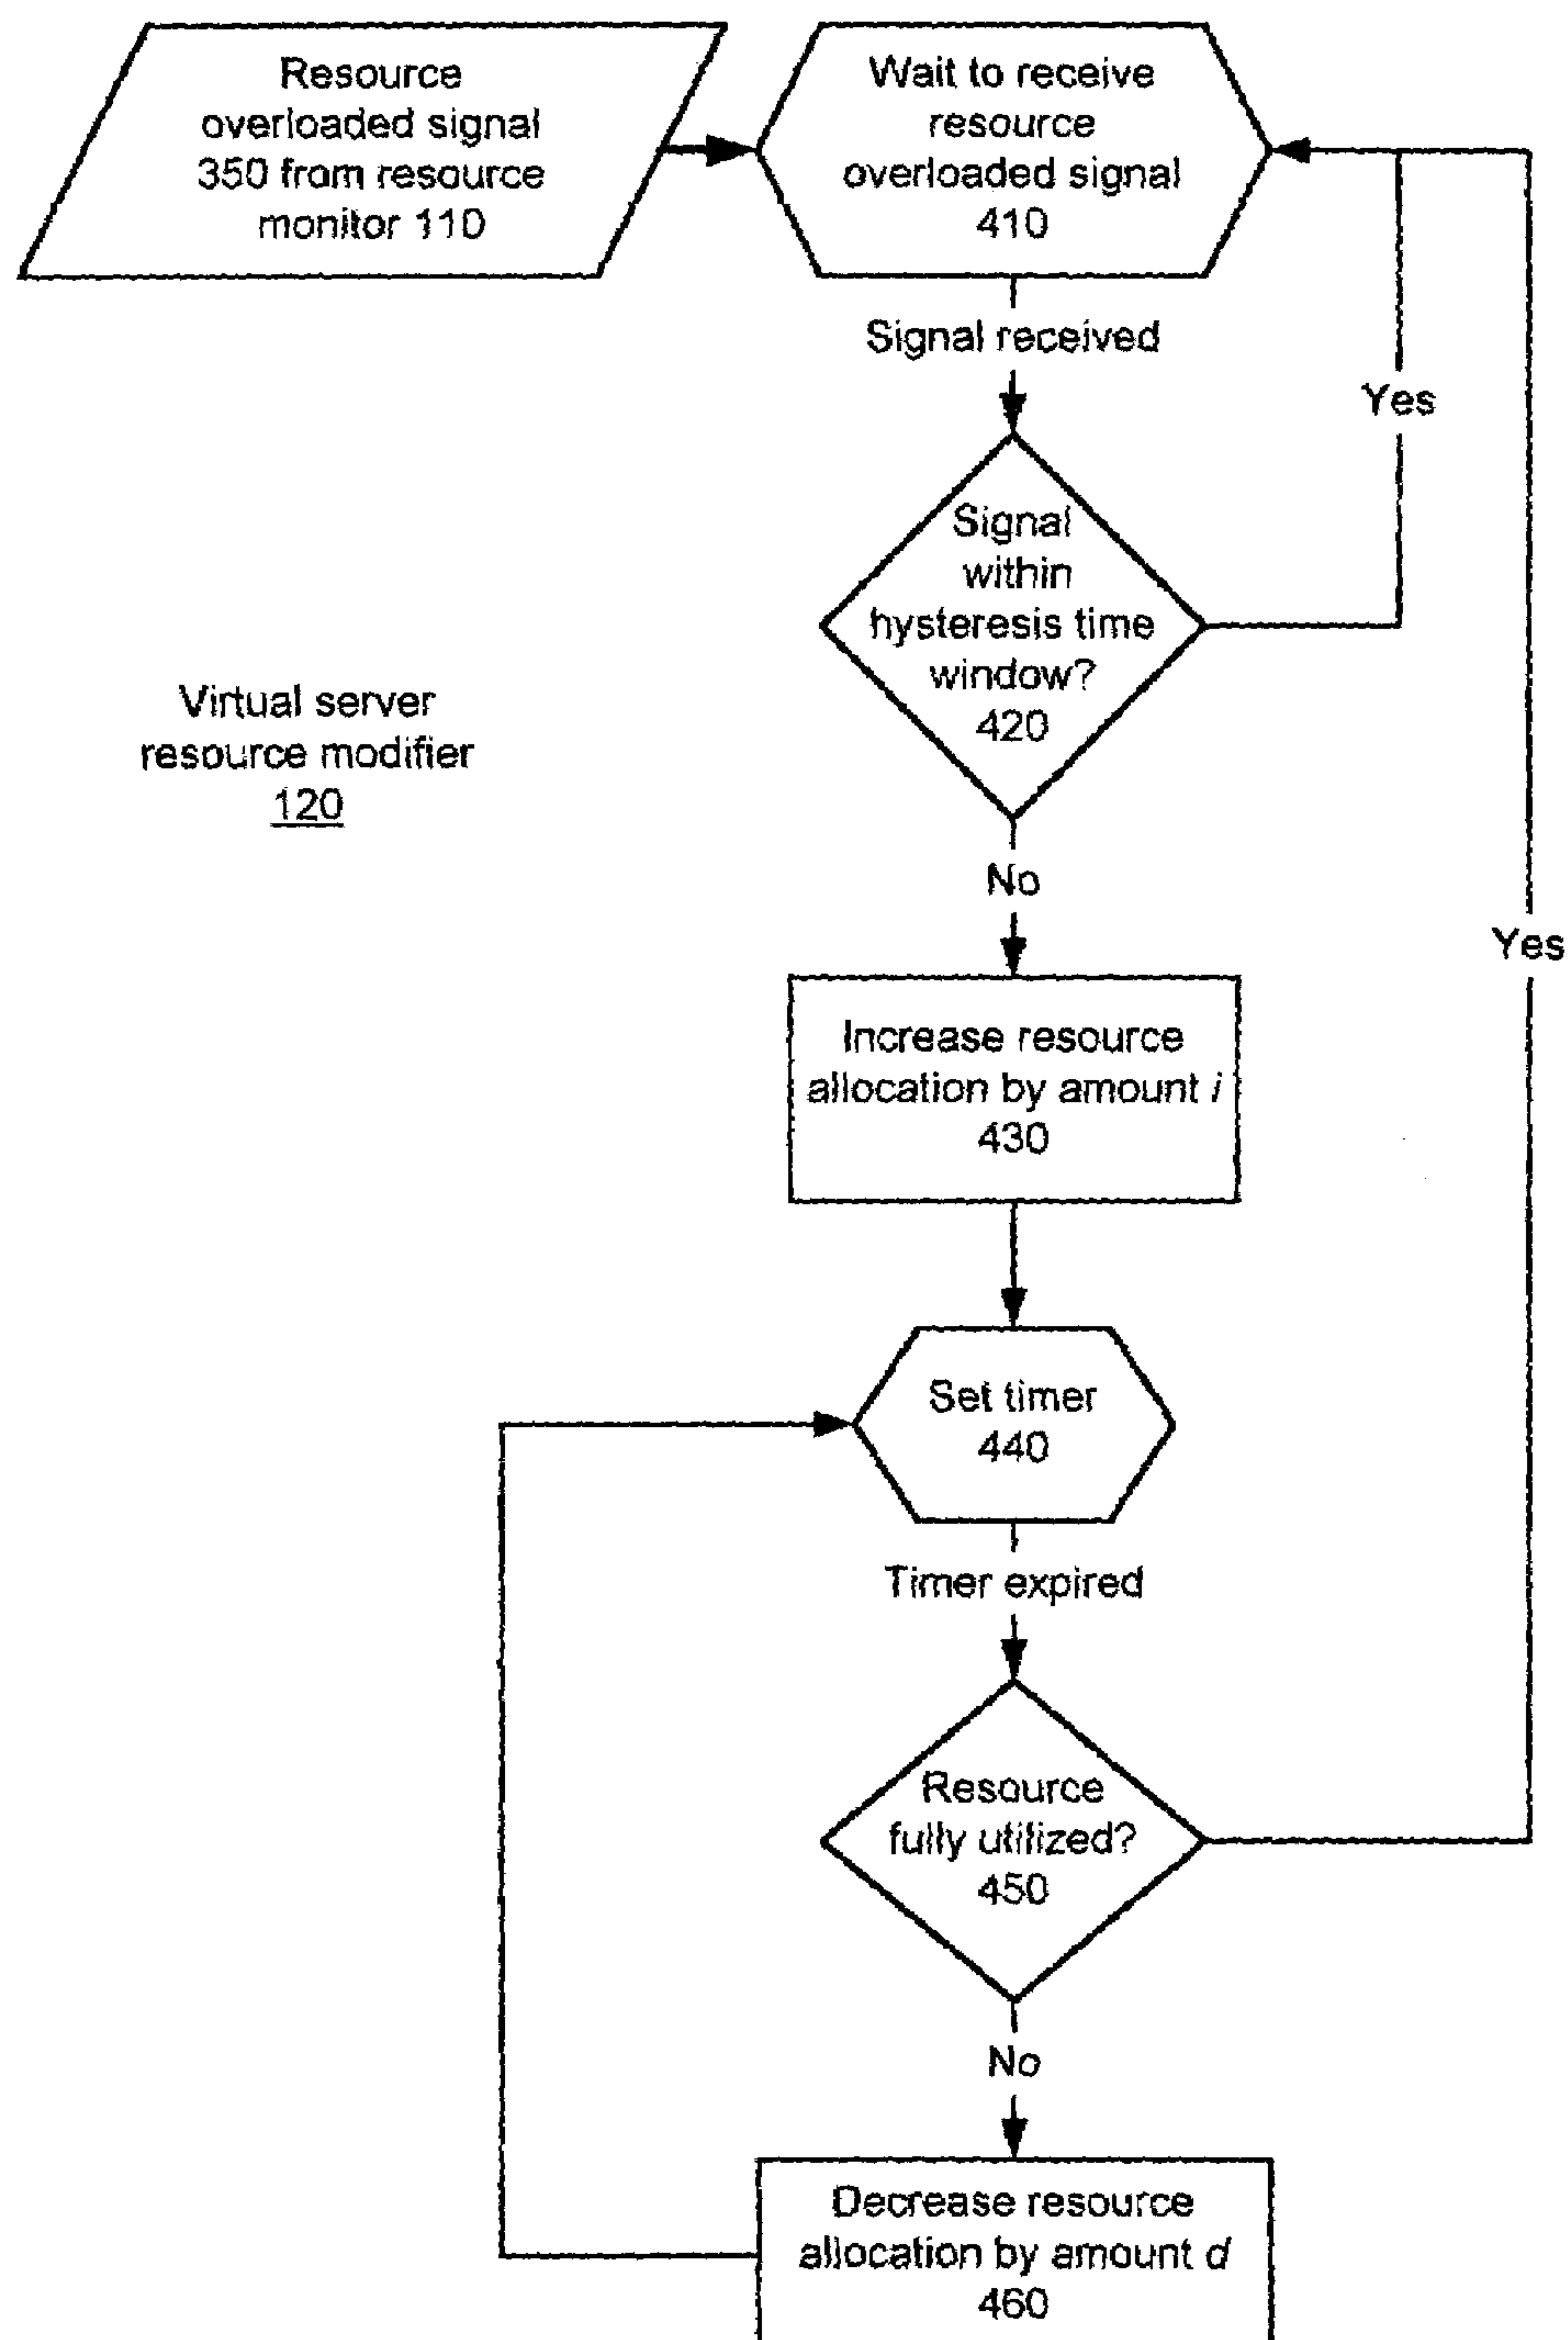 Resource
overloaded signal
350 from resource
monitor 110
Wait to receive
resource
overloaded signal
410
Signal received
Yes
Signal
within
hysteresis time
window?
420
Virtual server
resource modifier
120
No
Yes
Increase resource
allocation by amount i
430
Set timer
440
Timer expired
Resource
fully utilized?
450
No
Decrease resource
allocation by amount d
460